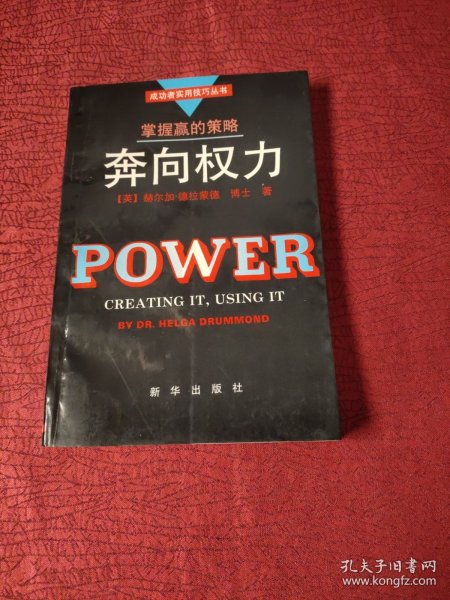 成功者实用技巧丛书
掌握赢的策略
奔向权力
【英】赫尔加·德拉蒙德 博士 著
POWER
CREATING IT, USING IT
BY DR. HELGA DRUMMOND
新华出版社
孔夫子旧书网
www.kongfz.com